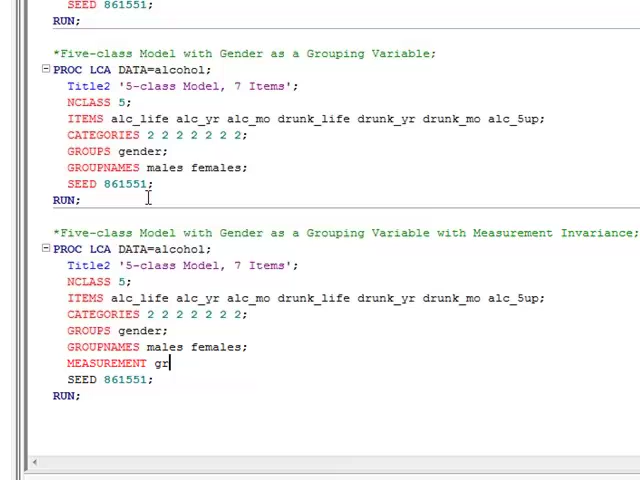 SEED 861551;
RUN;
*Five-class Model with Gender as a Grouping Variable;
PROC LCA DATA=alcohol;
Title2 '5-class Model, 7 Items';
NCLASS 5;
ITEMS alc_life alc_yr alc_mo drunk_life drunk_yr drunk_mo alc_5up;
CATEGORIES 2 2 2 2 2 2 2;
GROUPS gender;
GROUPNAMES males females;
SEED 861551;
RUN;
*Five-class Model with Gender as a Grouping Variable with Measurement Invariance;
PROC LCA DATA=alcohol;
Title2 '5-class Model, 7 Items';
NCLASS 5;
ITEMS alc_life alc_yr alc_mo drunk_life drunk_yr drunk_mo alc_5up;
CATEGORIES 2 2 2 2 2 2 2;
GROUPS gender;
GROUPNAMES males females;
MEASUREMENT gr
SEED 861551;
RUN;